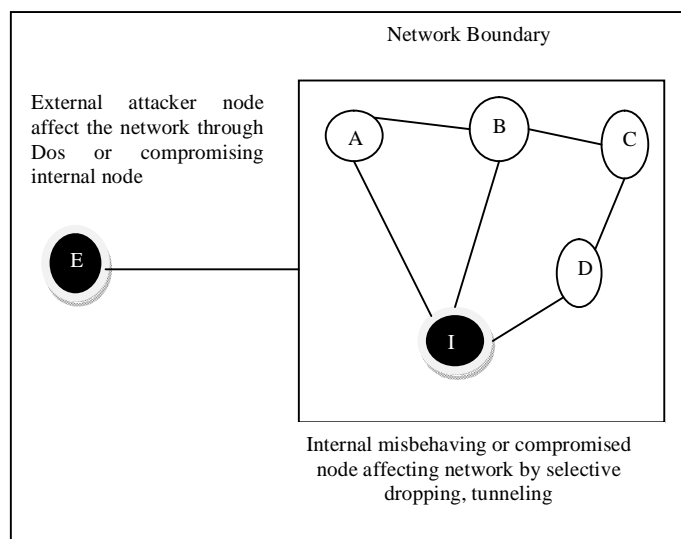 Network Boundary
External attacker node
affect the network through
Dos or compromising
internal node
A
B
C
E
D
I
Internal misbehaving or compromised
node affecting network by selective
dropping, tunneling